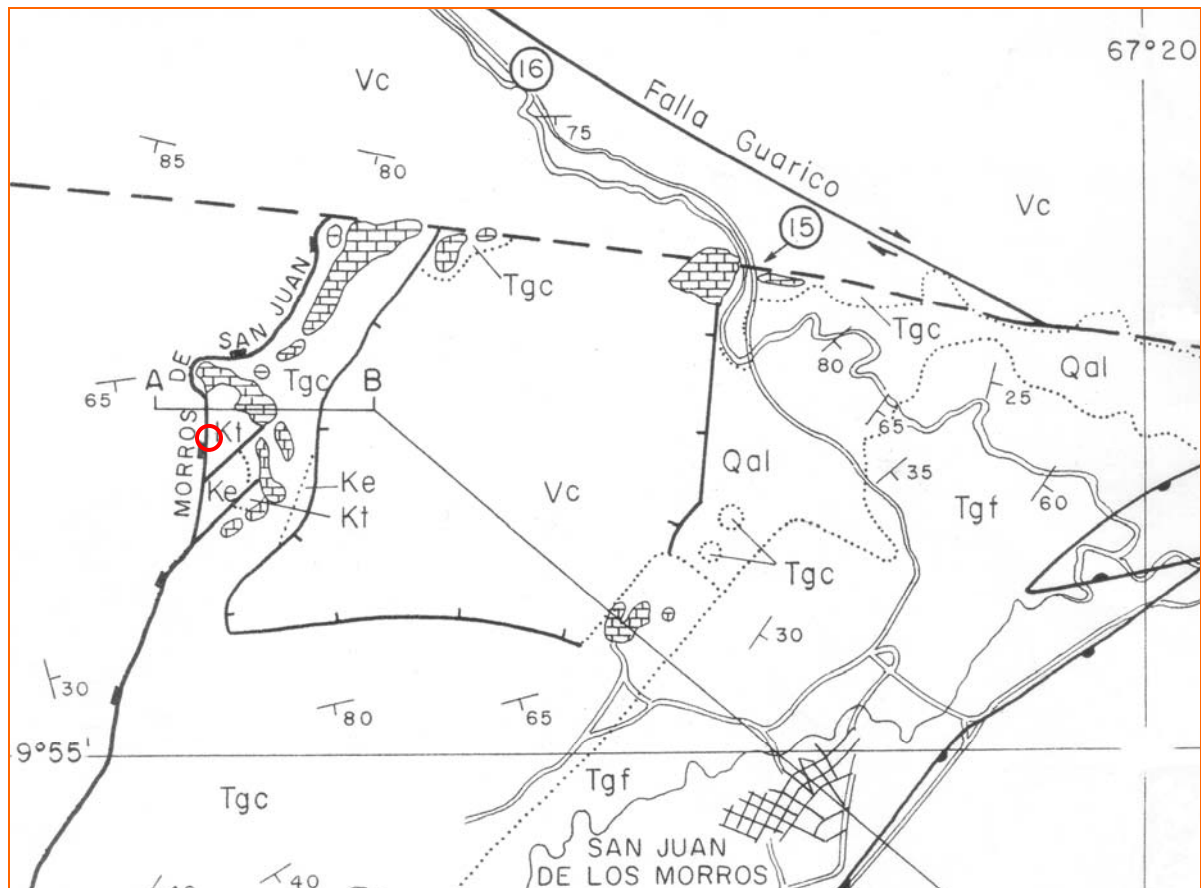 67°20
16
Vc
Falla Guarico
75
85
80
Vc
15
MORROS DE SAN JUAN
Tgc
Tgc
80
Qal
65
A
Tgc
B
25
65
Kt
Qal
35
Ke
Ke
Vc
60
Kt
Tgf
Tgc
30
30
80
65
9°55'
Tgc
Tgf
SAN JUAN
DE LOS MORROS
40